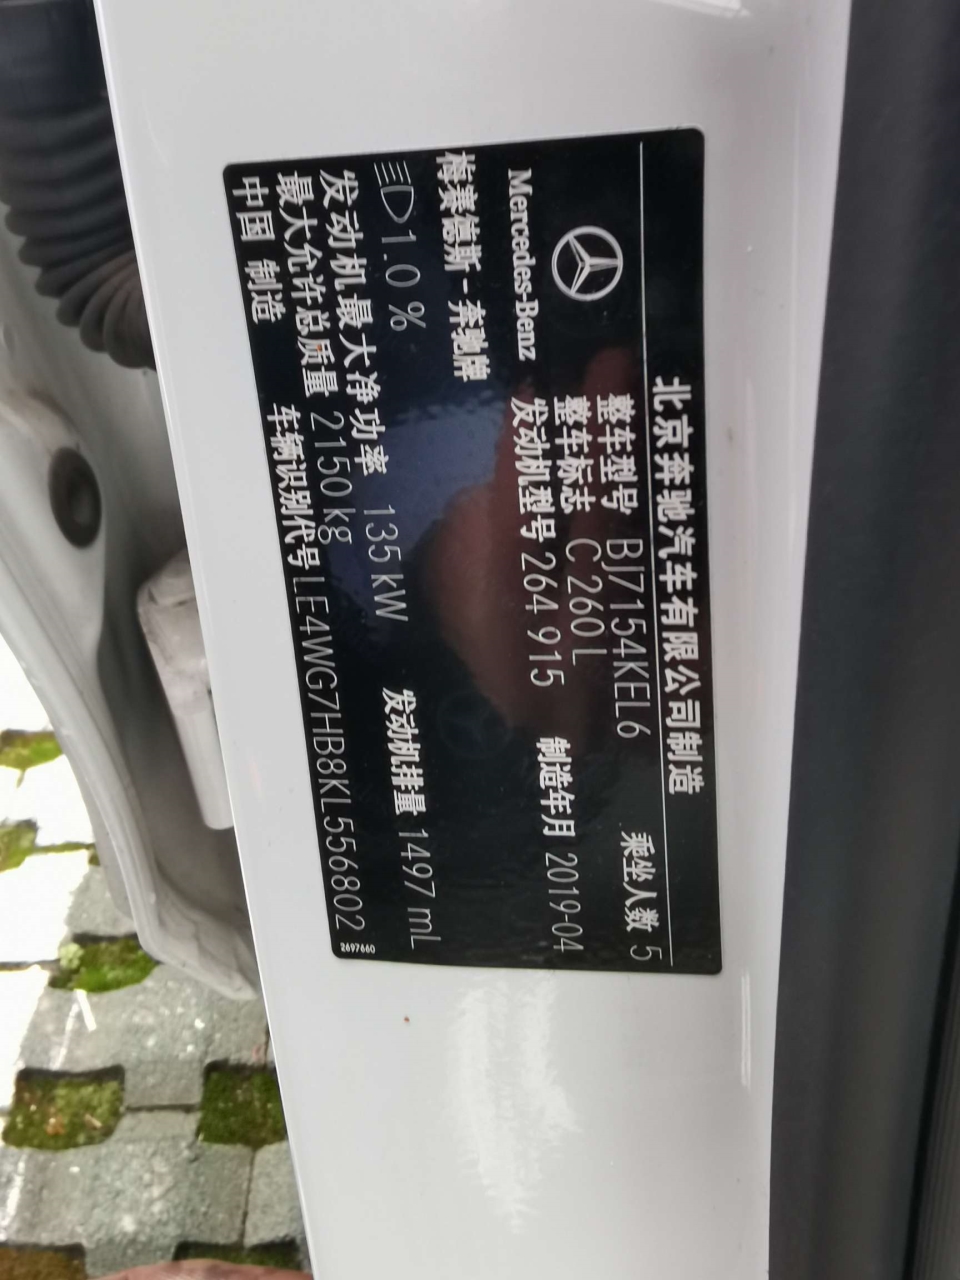 北京奔驰汽车有限公司制造
整车型号 BJ7154KEL6 乘坐人数 5
整车标志 C 260 L
Mercedes-Benz 发动机型号 264 915 制造年月 2019-04
梅赛德斯-奔驰牌
1.0 %
发动机最大净功率 135 kW 发动机排量 1497 mL
最大允许总质量 2150 kg
中国 制造 车辆识别代号 LE4WG7HB8KL556802
2697660